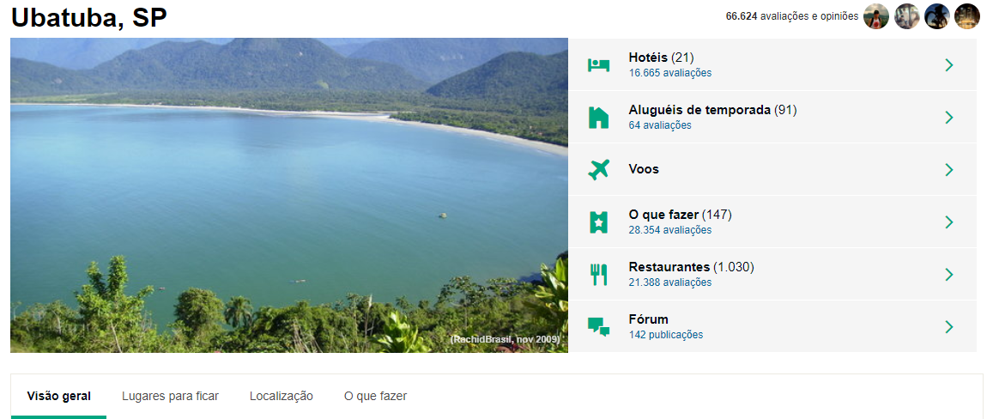 Ubatuba, SP
66.624 avaliações e opiniões
Hotéis (21)
16.665 avaliações
Aluguéis de temporada (91)
64 avaliações
Voos
O que fazer (147)
28.354 avaliações
Restaurantes (1.030)
21.388 avaliações
Fórum
142 publicações
(RachidBrasil, nov 2009)
Visão geral
Lugares para ficar
Localização
O que fazer